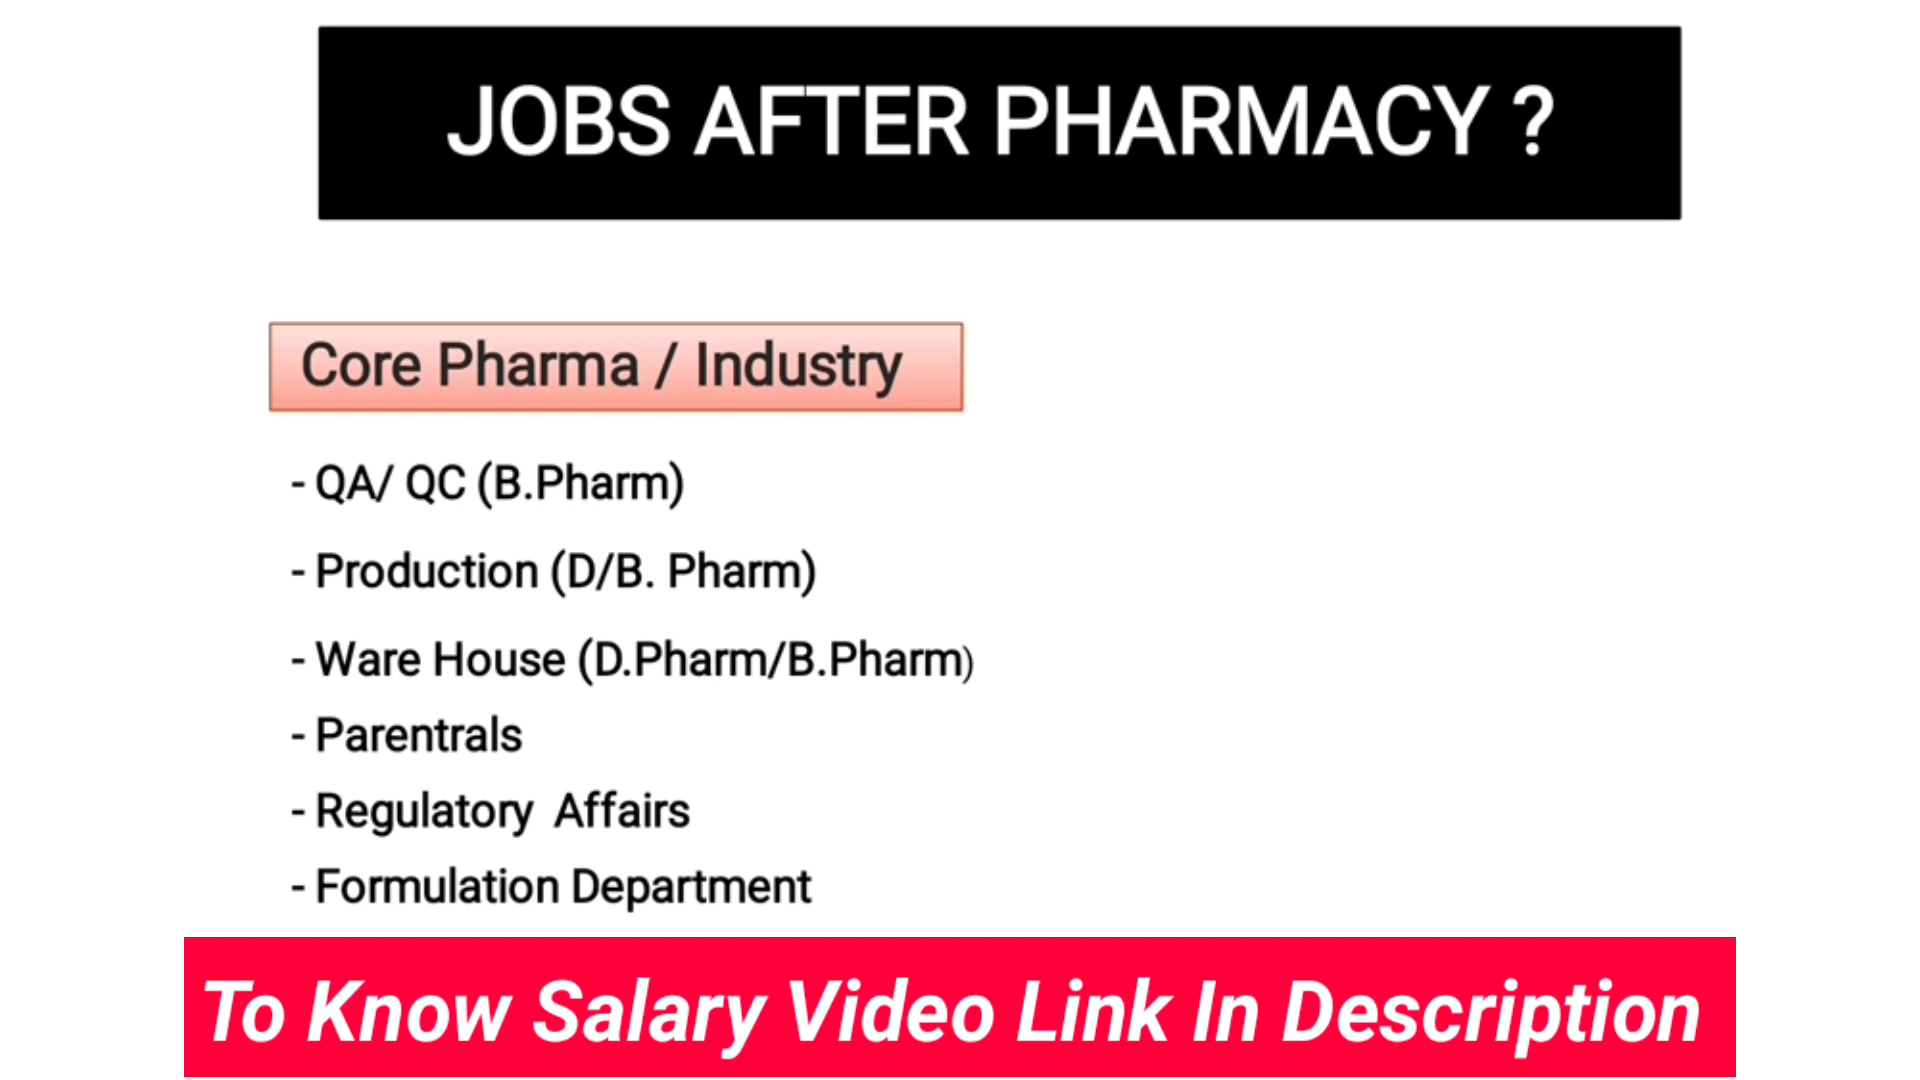 JOBS AFTER PHARMACY ?
Core Pharma / Industry
- QA/ QC (B.Pharm)
- Production (D/B. Pharm)
- Ware House (D.Pharm/B.Pharm)
- Parentrals
- Regulatory Affairs
- Formulation Department
To Know Salary Video Link In Description